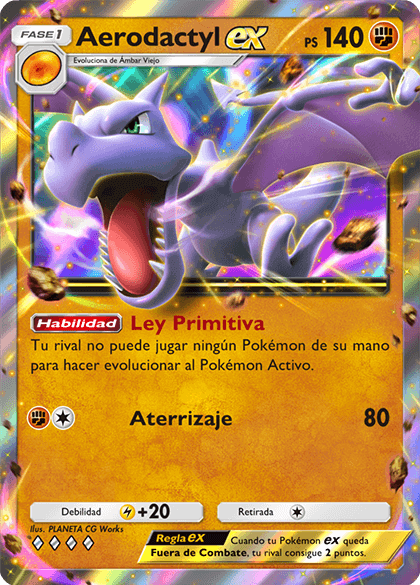 FASE 1 Aerodactyl ex PS 140
Evoluciona de Ámbar Viejo
Habilidad Ley Primitiva
Tu rival no puede jugar ningún Pokémon de su mano
para hacer evolucionar al Pokémon Activo.
Aterrizaje 80
Debilidad +20 Retirada
Ilus. PLANETA CG Works
Regla ex Cuando tu Pokémon ex queda
Fuera de Combate, tu rival consigue 2 puntos.